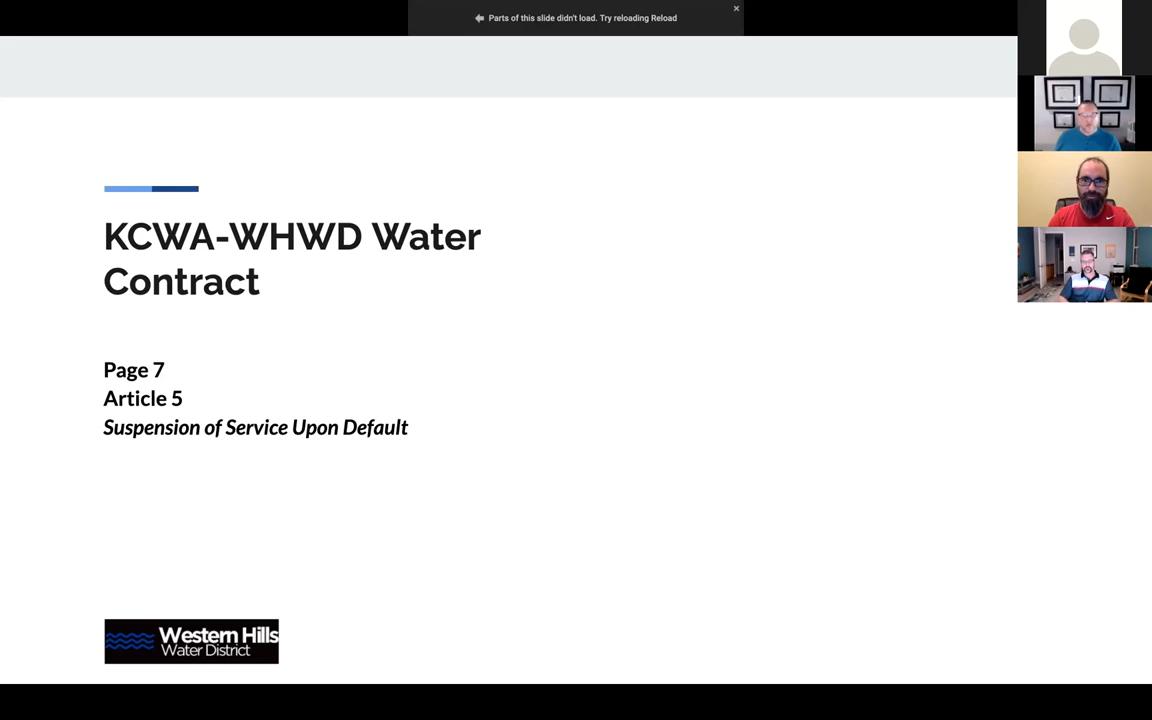 Parts of this slide didn't load. Try reloading Reload
KCWA-WHWD Water
Contract
Page 7
Article 5
Suspension of Service Upon Default
Western Hills
Water District